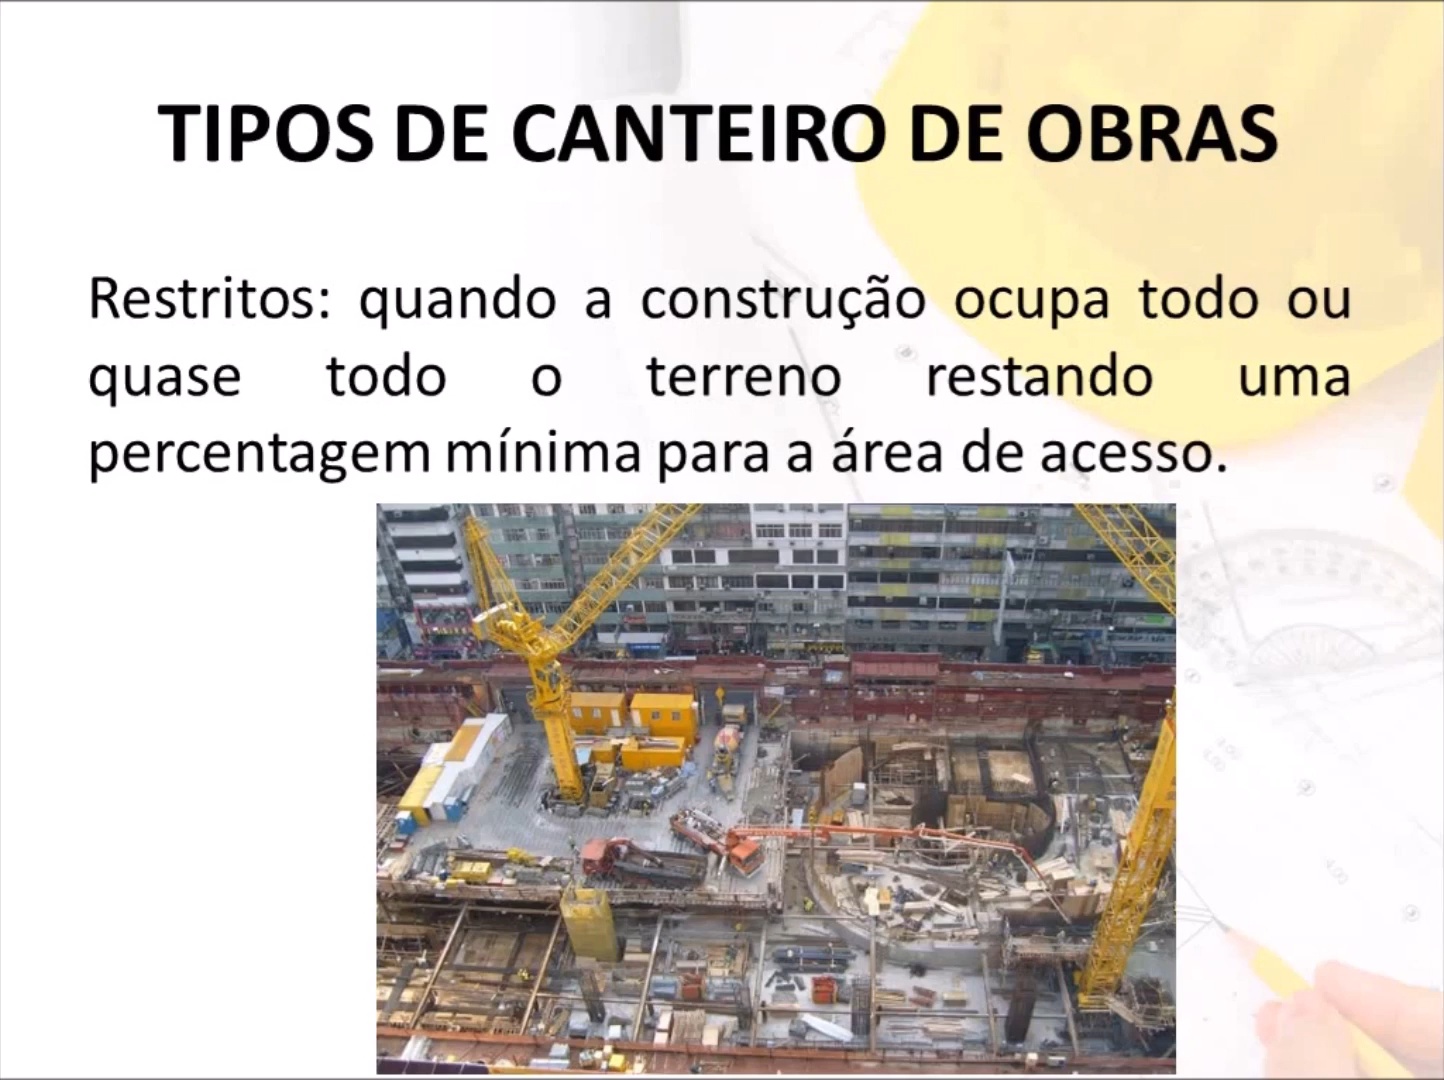 TIPOS DE CANTEIRO DE OBRAS
Restritos: quando a construção ocupa todo ou
quase todo o terreno restando uma
percentagem mínima para a área de acesso.